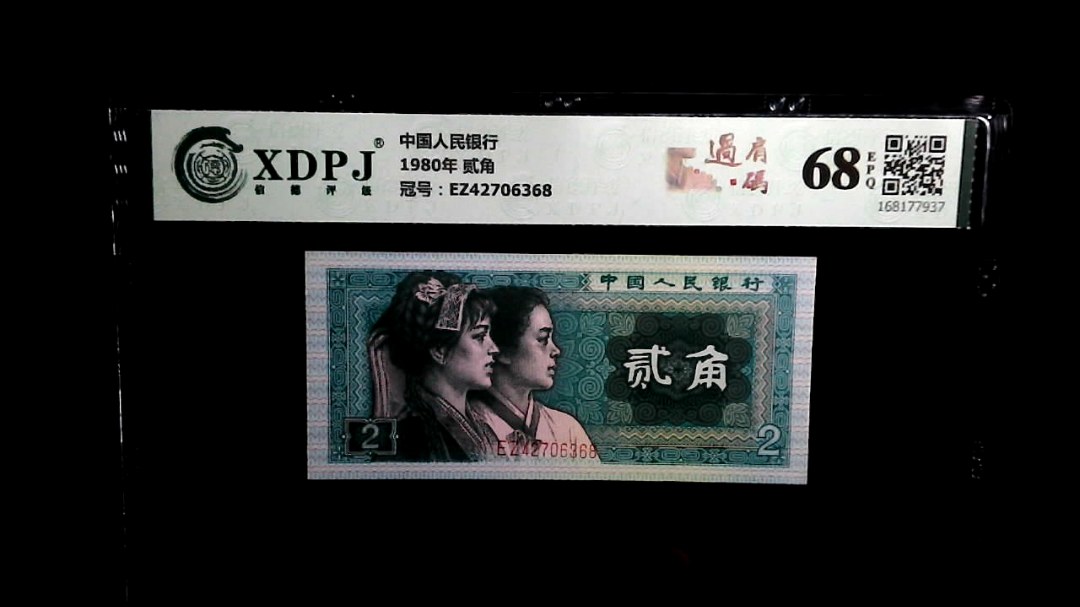 XDPJ®
信德评级
中国人民银行
1980年 贰角
冠号：EZ42706368
過有
碼
68
EPQ
168177937
中国人民银行
贰角
2
2
EZ42706368